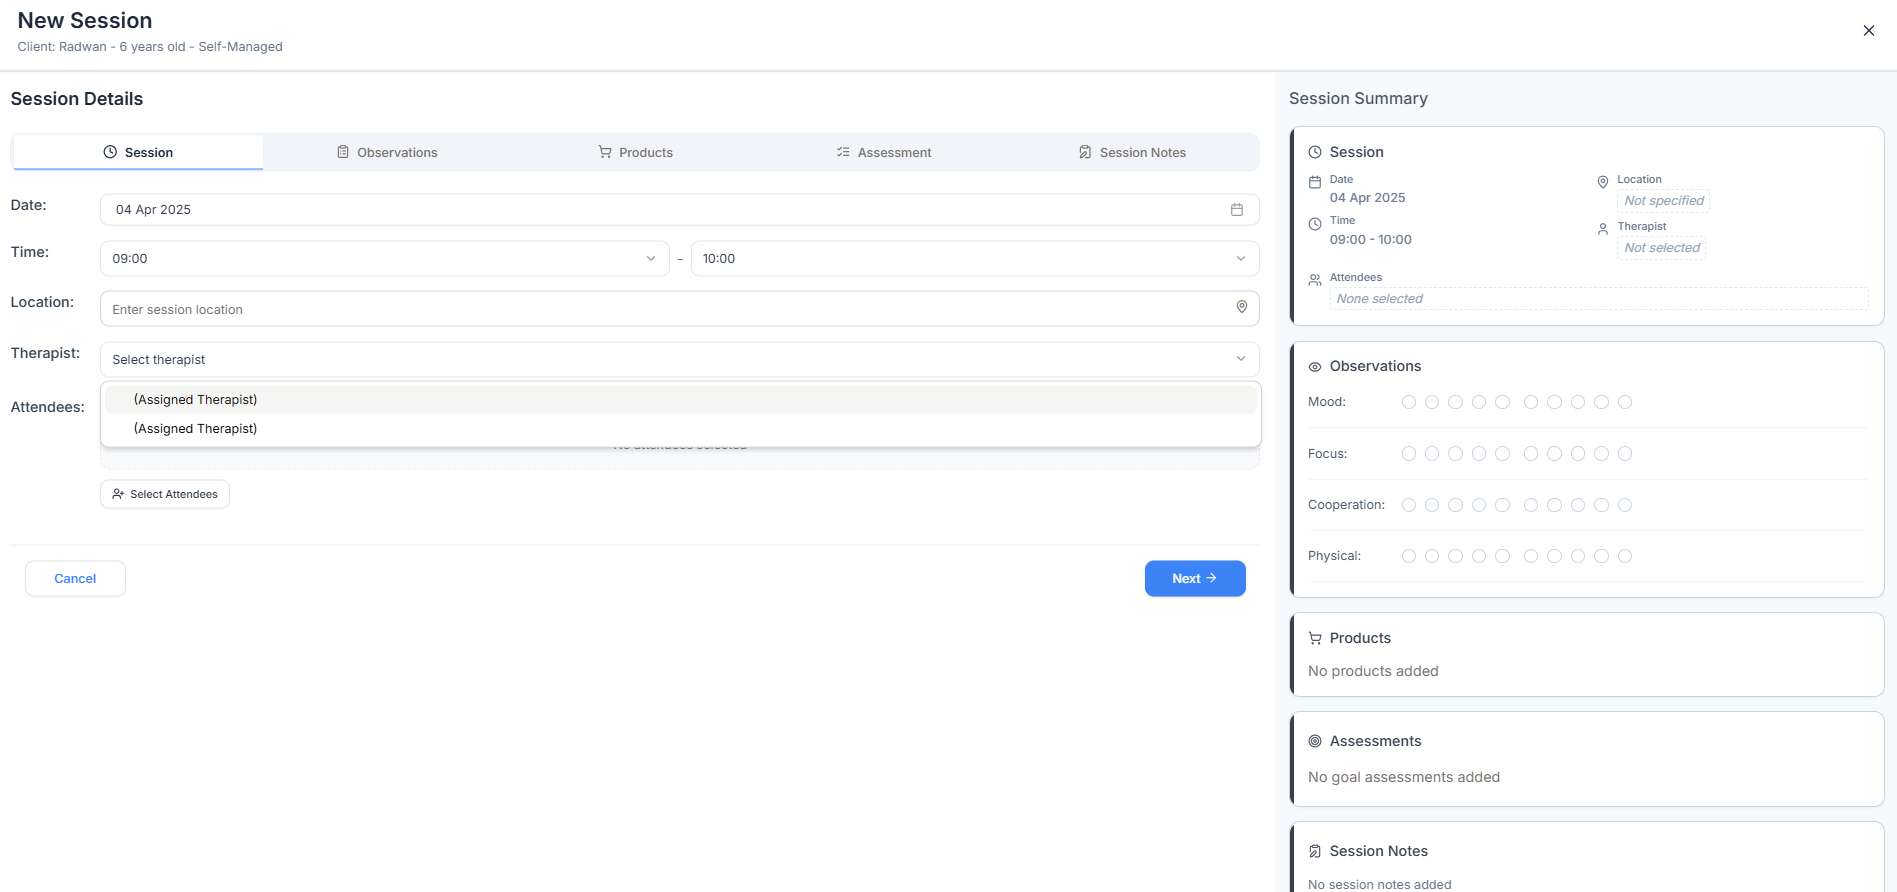 New Session
Client: Radwan - 6 years old - Self-Managed
Session Details
Session
Observations
Products
Assessment
Session Notes
Date:
04 Apr 2025
Time:
09:00
-
10:00
Location:
Enter session location
Therapist:
Select therapist
(Assigned Therapist)
(Assigned Therapist)
Attendees:
No attendees selected
Select Attendees
Cancel
Next
Session Summary
Session
Date
04 Apr 2025
Location
Not specified
Time
09:00 - 10:00
Therapist
Not selected
Attendees
None selected
Observations
Mood:
Focus:
Cooperation:
Physical:
Products
No products added
Assessments
No goal assessments added
Session Notes
No session notes added